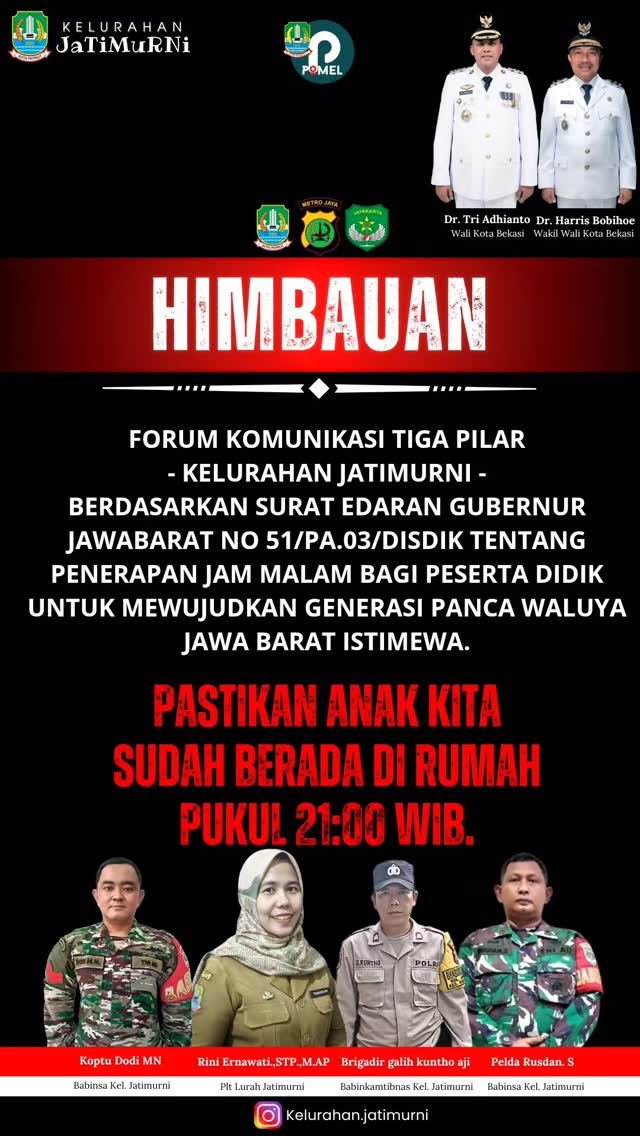 KELURAHAN
JaTiMuRNi
POMEL
Dr. Tri Adhianto
Wali Kota Bekasi
Dr. Harris Bobihoe
Wakil Wali Kota Bekasi
METRO JAYA
JAYAKARTA
HIMBAUAN
FORUM KOMUNIKASI TIGA PILAR
- KELURAHAN JATIMURNI -
BERDASARKAN SURAT EDARAN GUBERNUR
JAWABARAT NO 51/PA.03/DISDIK TENTANG
PENERAPAN JAM MALAM BAGI PESERTA DIDIK
UNTUK MEWUJUDKAN GENERASI PANCA WALUYA
JAWA BARAT ISTIMEWA.
PASTIKAN ANAK KITA
SUDAH BERADA DI RUMAH
PUKUL 21:00 WIB.
Koptu Dodi MN
Babinsa Kel. Jatimurni
Rini Ernawati.,STP.,M.AP
Plt Lurah Jatimurni
Brigadir galih kuntho aji
Babinkamtibnas Kel. Jatimurni
Pelda Rusdan. S
Babinsa Kel. Jatimurni
Kelurahan.jatimurni